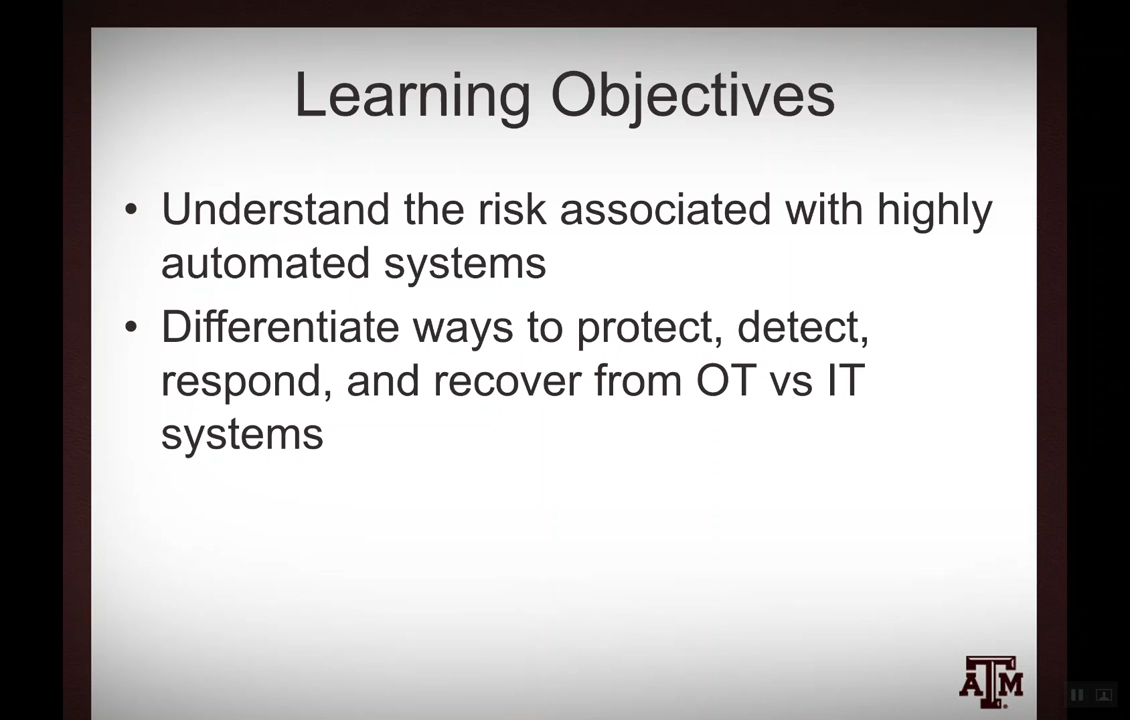 Learning Objectives
• Understand the risk associated with highly
automated systems
• Differentiate ways to protect, detect,
respond, and recover from OT vs IT
systems
ATM